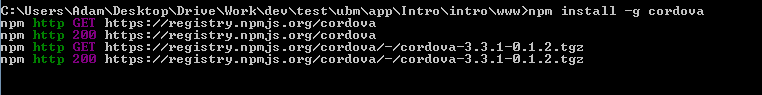 C:\Users\Adam\Desktop\Drive\Work\dev\test\ubm\app\Intro\intro\www>npm install -g cordova
npm http GET https://registry.npmjs.org/cordova
npm http 200 https://registry.npmjs.org/cordova
npm http GET https://registry.npmjs.org/cordova/-/cordova-3.3.1-0.1.2.tgz
npm http 200 https://registry.npmjs.org/cordova/-/cordova-3.3.1-0.1.2.tgz